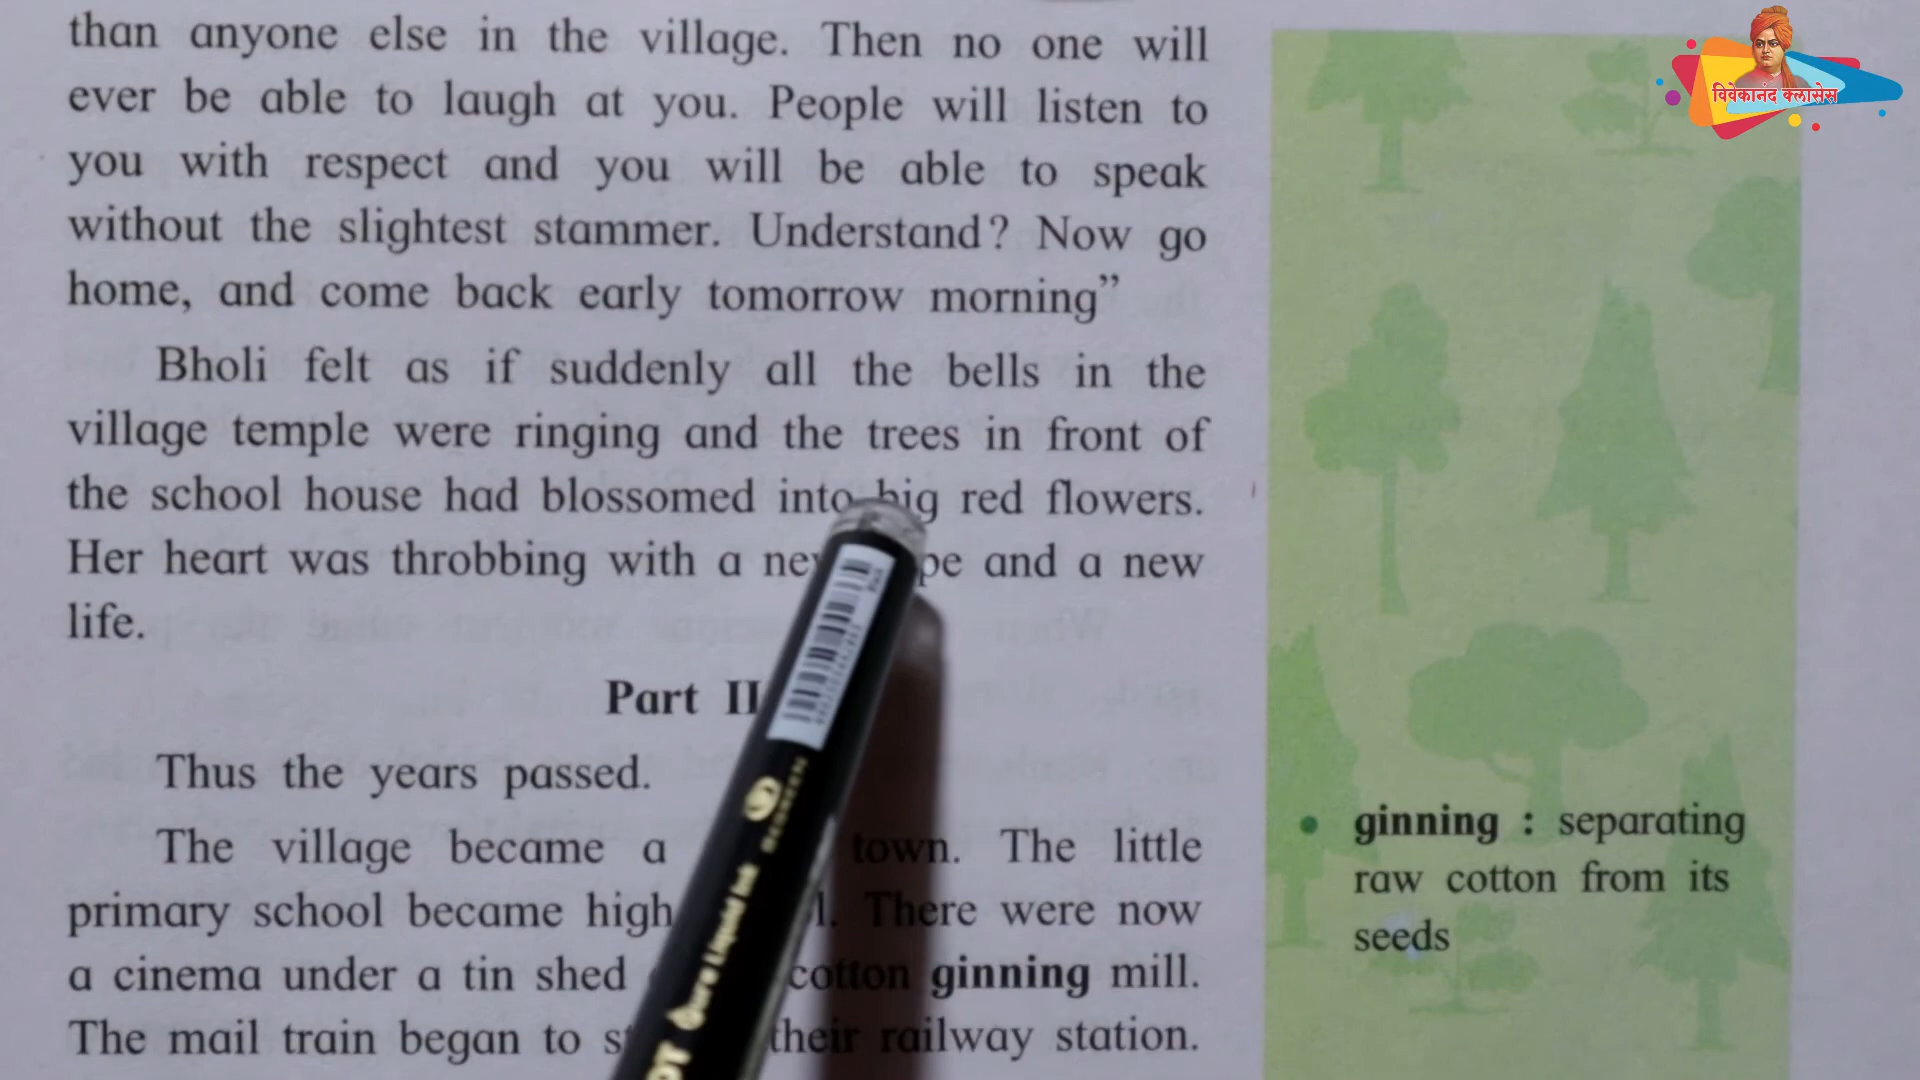 than anyone else in the village. Then no one will
ever be able to laugh at you. People will listen to
you with respect and you will be able to speak
without the slightest stammer. Understand? Now go
home, and come back early tomorrow morning”
Bholi felt as if suddenly all the bells in the
village temple were ringing and the trees in front of
the school house had blossomed into big red flowers.
Her heart was throbbing with a and a new
life.
Part II
Thus the years passed.
The village became a town. The little
primary school became high There were now
a cinema under a tin shed cotton ginning mill.
The mail train began to their railway station.
ginning : separating
raw cotton from its
seeds
विवेकानंद क्लासेस
Liquid Ink